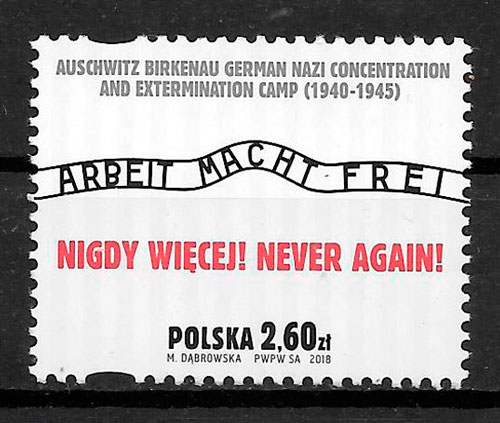 AUSCHWITZ BIRKENAU GERMAN NAZI CONCENTRATION
AND EXTERMINATION CAMP (1940-1945)
ARBEIT MACHT FREI
NIGDY WIĘCEJ! NEVER AGAIN!
POLSKA 2,60zł
M. DĄBROWSKA PWPW SA 2018